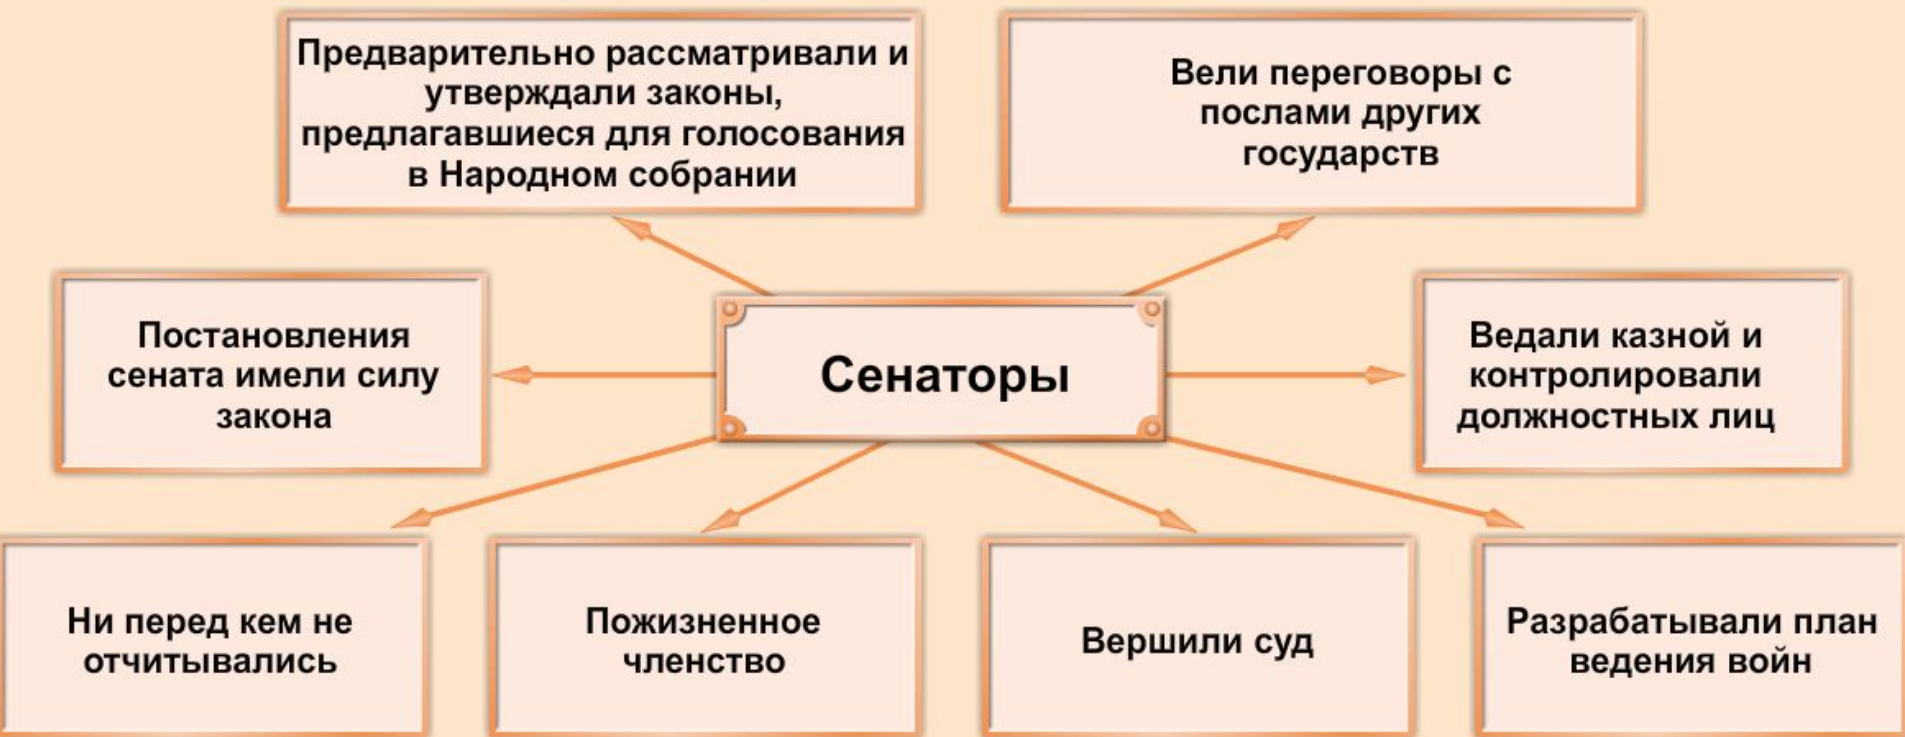 Предварительно рассматривали и
утверждали законы,
предлагавшиеся для голосования
в Народном собрании
Вели переговоры с
послами других
государств
Постановления
сената имели силу
закона
Сенаторы
Ведали казной и
контролировали
должностных лиц
Ни перед кем не
отчитывались
Пожизненное
членство
Вершили суд
Разрабатывали план
ведения войн